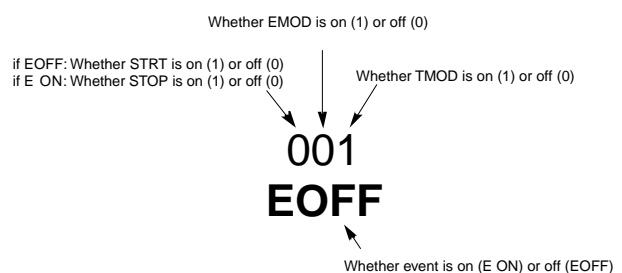 Whether EMOD is on (1) or off (0)
if EOFF: Whether STRT is on (1) or off (0)
if E ON: Whether STOP is on (1) or off (0)
Whether TMOD is on (1) or off (0)
001
EOFF
Whether event is on (E ON) or off (EOFF)